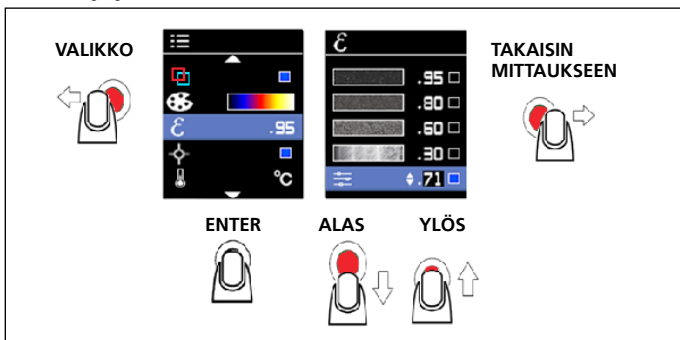 VALIKKO
ε
.95
°C
ε
.95
.80
.60
.30
.71
TAKAISIN
MITTAUKSEEN
ENTER
ALAS
YLÖS